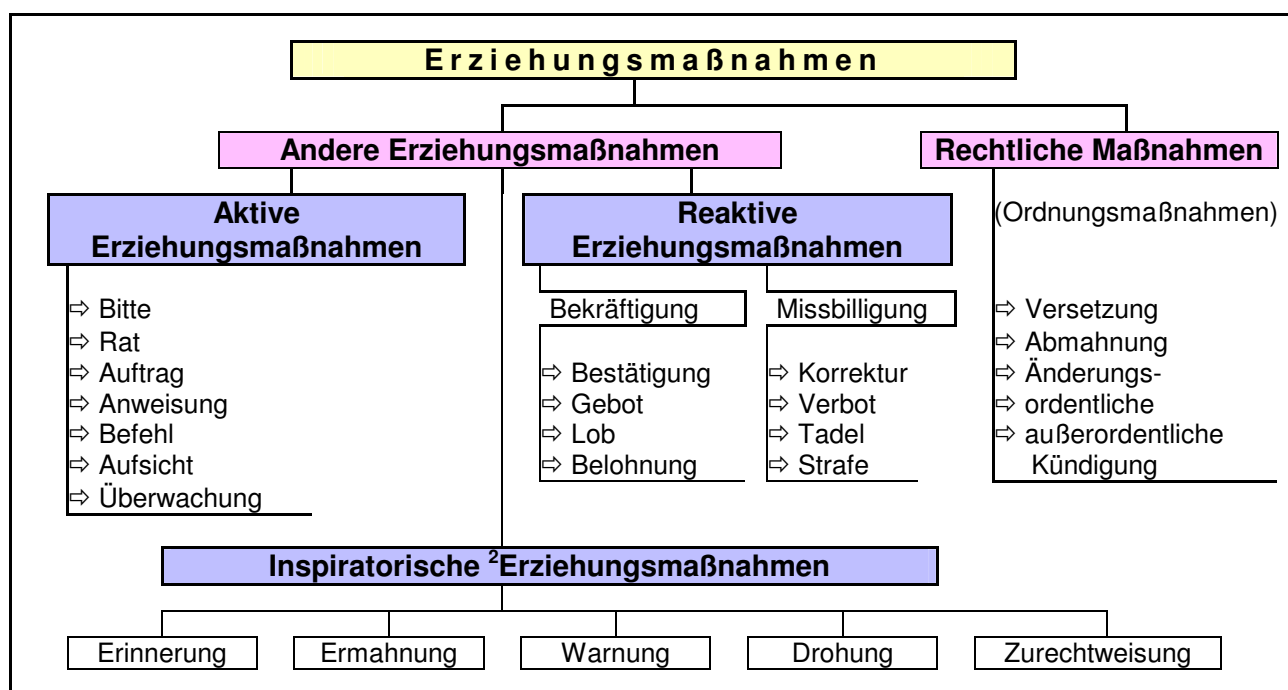 Erziehungsmaßnahmen
Andere Erziehungsmaßnahmen
Rechtliche Maßnahmen
Aktive
Erziehungsmaßnahmen
Reaktive
Erziehungsmaßnahmen
(Ordnungsmaßnahmen)
⇨ Bitte
⇨ Rat
⇨ Auftrag
⇨ Anweisung
⇨ Befehl
⇨ Aufsicht
⇨ Überwachung
Bekräftigung
⇨ Bestätigung
⇨ Gebot
⇨ Lob
⇨ Belohnung
Missbilligung
⇨ Korrektur
⇨ Verbot
⇨ Tadel
⇨ Strafe
⇨ Versetzung
⇨ Abmahnung
⇨ Änderungs-
⇨ ordentliche
⇨ außerordentliche
Kündigung
Inspiratorische ²Erziehungsmaßnahmen
Erinnerung
Ermahnung
Warnung
Drohung
Zurechtweisung